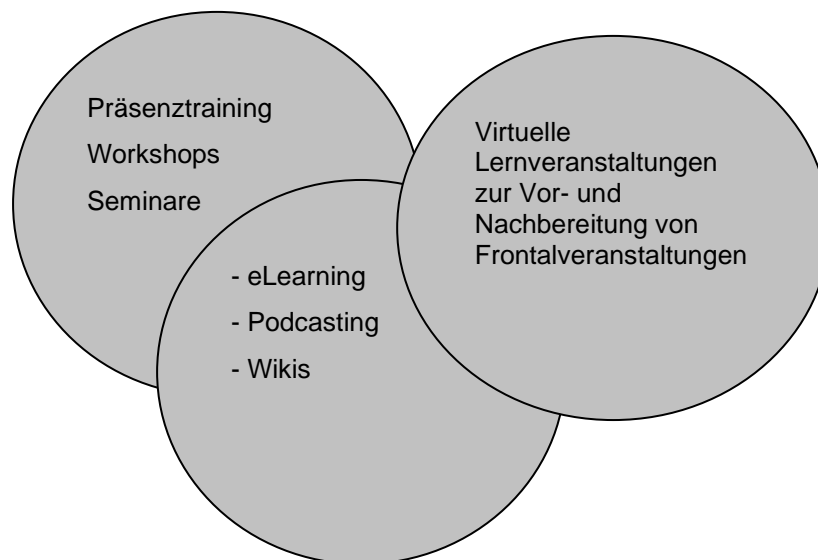 Präsenztraining
Workshops
Seminare
Virtuelle
Lernveranstaltungen
zur Vor- und
Nachbereitung von
Frontalveranstaltungen
- eLearning
- Podcasting
- Wikis